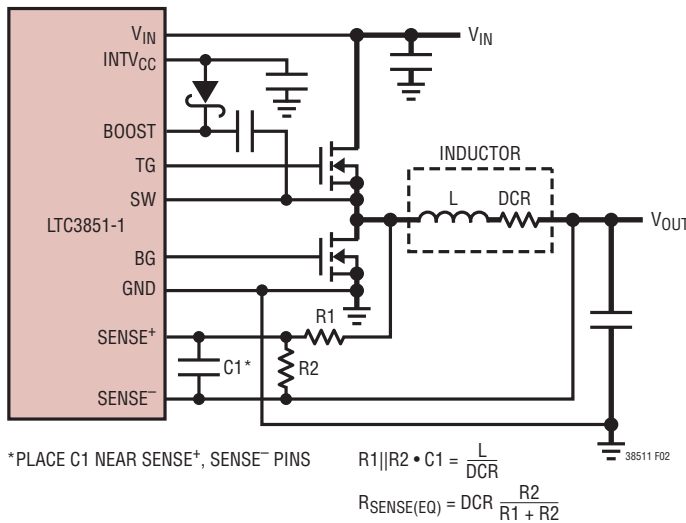 V_IN
V_IN
INTV_CC
BOOST
INDUCTOR
TG
L
DCR
SW
LTC3851-1
V_OUT
BG
GND
R1
SENSE⁺
C1*
R2
SENSE⁻
*PLACE C1 NEAR SENSE⁺, SENSE⁻ PINS
R1||R2 • C1 = L/DCR
38511 F02
R_SENSE(EQ) = DCR R2/(R1 + R2)